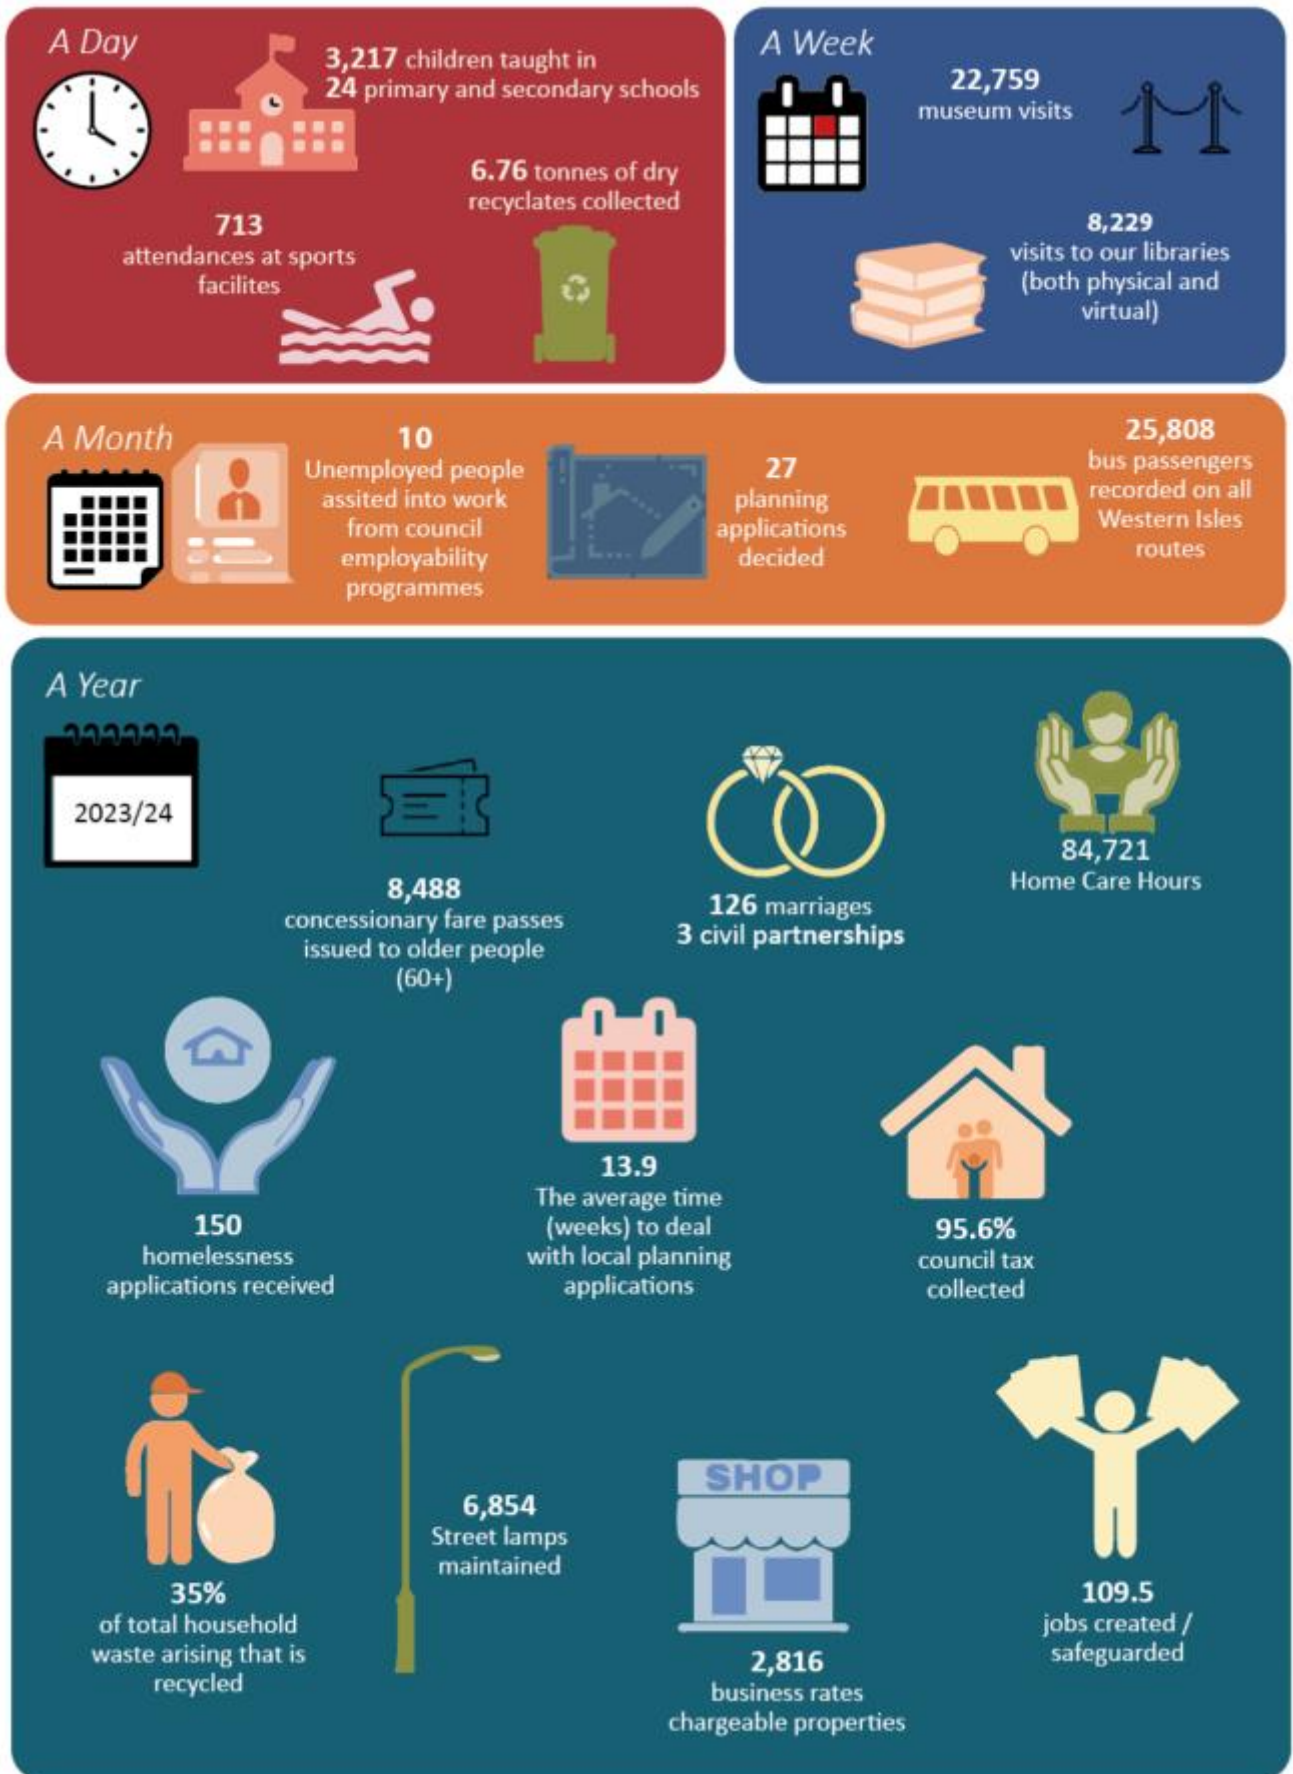 A Day
3,217 children taught in
24 primary and secondary schools
6.76 tonnes of dry
recyclates collected
713
attendances at sports
facilites
A Week
22,759
museum visits
8,229
visits to our libraries
(both physical and
virtual)
A Month
10
Unemployed people
assited into work
from council
employability
programmes
27
planning
applications
decided
25,808
bus passengers
recorded on all
Western Isles
routes
A Year
2023/24
8,488
concessionary fare passes
issued to older people
(60+)
126 marriages
3 civil partnerships
84,721
Home Care Hours
150
homelessness
applications received
13.9
The average time
(weeks) to deal
with local planning
applications
95.6%
council tax
collected
35%
of total household
waste arising that is
recycled
6,854
Street lamps
maintained
SHOP
2,816
business rates
chargeable properties
109.5
jobs created /
safeguarded